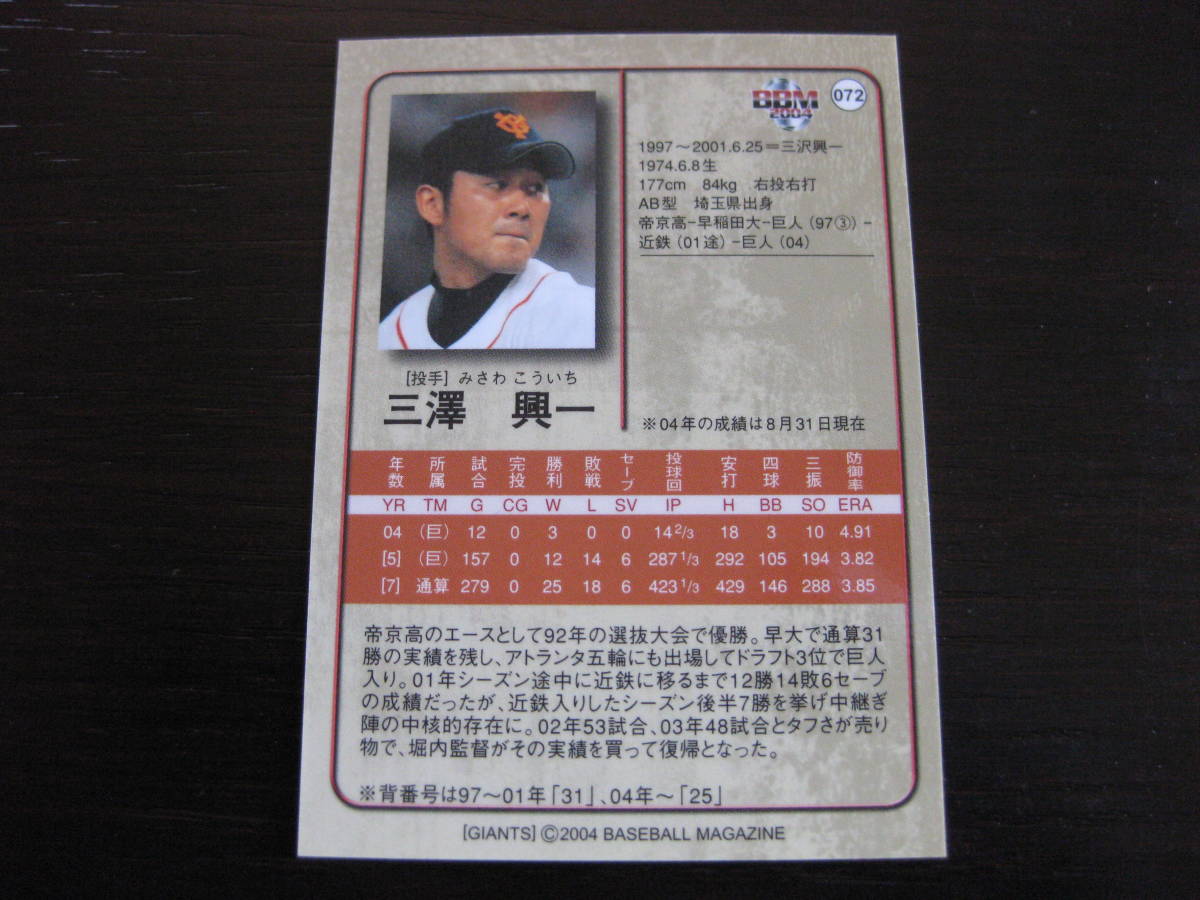 YG
BBM
2004
072
1997～2001.6.25＝三沢興一
1974.6.8生
177cm 84kg 右投右打
AB型 埼玉県出身
帝京高−早稲田大−巨人（97③）−
近鉄（01途）−巨人（04）
[投手] みさわ こういち
三澤 興一
※04年の成績は8月31日現在
年数 所属 試合 完投 勝利 敗戦 セーブ 投球回 安打 四球 三振 防御率
YR TM G CG W L SV IP H BB SO ERA
04 （巨） 12 0 3 0 0 14 2/3 18 3 10 4.91
[5] （巨） 157 0 12 14 6 287 1/3 292 105 194 3.82
[7] 通算 279 0 25 18 6 423 1/3 429 146 288 3.85
帝京高のエースとして92年の選抜大会で優勝。早大で通算31
勝の実績を残し、アトランタ五輪にも出場してドラフト3位で巨人
入り。01年シーズン途中に近鉄に移るまで12勝14敗6セーブ
の成績だったが、近鉄入りしたシーズン後半7勝を挙げ中継ぎ
陣の中核的存在に。02年53試合、03年48試合とタフさが売り
物で、堀内監督がその実績を買って復帰となった。
※背番号は97～01年「31」、04年～「25」
[GIANTS] ©2004 BASEBALL MAGAZINE